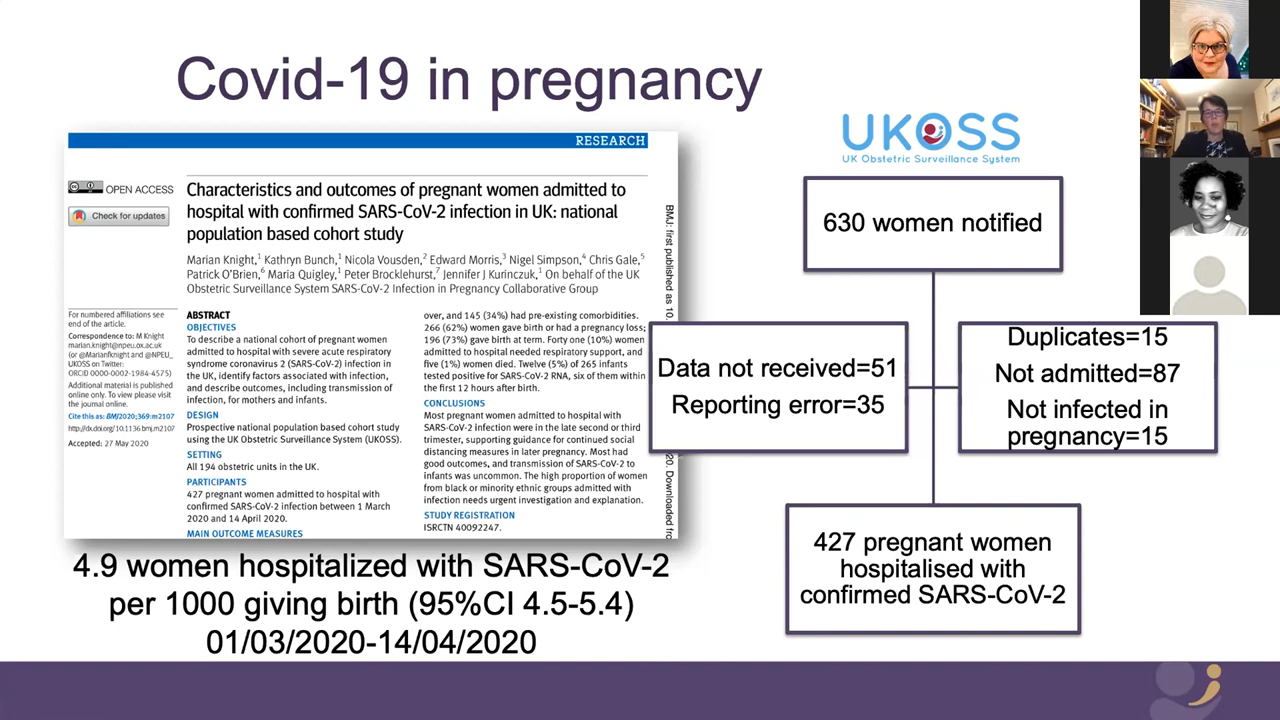 Covid-19 in pregnancy
RESEARCH
OPEN ACCESS
Check for updates
Characteristics and outcomes of pregnant women admitted to
hospital with confirmed SARS-CoV-2 infection in UK: national
population based cohort study
Marian Knight,1 Kathryn Bunch,1 Nicola Vousden,2 Edward Morris,3 Nigel Simpson,4 Chris Gale,5
Patrick O'Brien,6 Maria Quigley,1 Peter Brocklehurst,7 Jennifer J Kurinczuk,1 On behalf of the UK
Obstetric Surveillance System SARS-CoV-2 Infection in Pregnancy Collaborative Group
For numbered affiliations see
end of the article.
Correspondence to: M Knight
marian.knight@npeu.ox.ac.uk
(or @Marianfknight and @NPEU_
UKOSS on Twitter:
ORCID 0000-0002-1984-4575)
Additional material is published
online only. To view please visit
the journal online.
Cite this as: BMJ2020;369:m2107
http://dx.doi.org/10.1136 bmj.m2107
Accepted: 27 May 2020
ABSTRACT
OBJECTIVES
To describe a national cohort of pregnant women
admitted to hospital with severe acute respiratory
syndrome coronavirus 2 (SARS-CoV-2) infection in
the UK, identify factors associated with infection,
and describe outcomes, including transmission of
infection, for mothers and infants.
DESIGN
Prospective national population based cohort study
using the UK Obstetric Surveillance System (UKOSS).
SETTING
All 194 obstetric units in the UK.
PARTICIPANTS
427 pregnant women admitted to hospital with
confirmed SARS-CoV-2 infection between 1 March
2020 and 14 April 2020.
MAIN OUTCOME MEASURES
over, and 145 (34%) had pre-existing comorbidities.
266 (62%) women gave birth or had a pregnancy loss;
196 (73%) gave birth at term. Forty one (10%) women
admitted to hospital needed respiratory support, and
five (1%) women died. Twelve (5%) of 265 infants
tested positive for SARS-CoV-2 RNA, six of them within
the first 12 hours after birth.
CONCLUSIONS
Most pregnant women admitted to hospital with
SARS-CoV-2 infection were in the late second or third
trimester, supporting guidance for continued social
distancing measures in later pregnancy. Most had
good outcomes, and transmission of SARS-CoV-2 to
infants was uncommon. The high proportion of women
from black or minority ethnic groups admitted with
infection needs urgent investigation and explanation.
STUDY REGISTRATION
ISRCTN 40092247.
BMJ: first published as 10.
20. Downloaded
4.9 women hospitalized with SARS-CoV-2
per 1000 giving birth (95%CI 4.5-5.4)
01/03/2020-14/04/2020
UKOSS
UK Obstetric Surveillance System
630 women notified
Data not received=51
Reporting error=35
Duplicates=15
Not admitted=87
Not infected in
pregnancy=15
427 pregnant women
hospitalised with
confirmed SARS-CoV-2